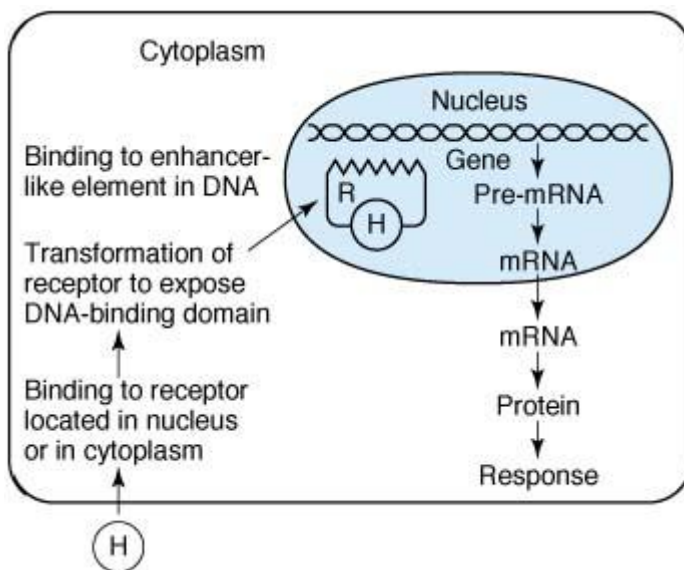 Cytoplasm
Nucleus
Gene
Binding to enhancer-
like element in DNA
R
H
Pre-mRNA
Transformation of
receptor to expose
DNA-binding domain
mRNA
mRNA
Binding to receptor
located in nucleus
or in cytoplasm
Protein
Response
H